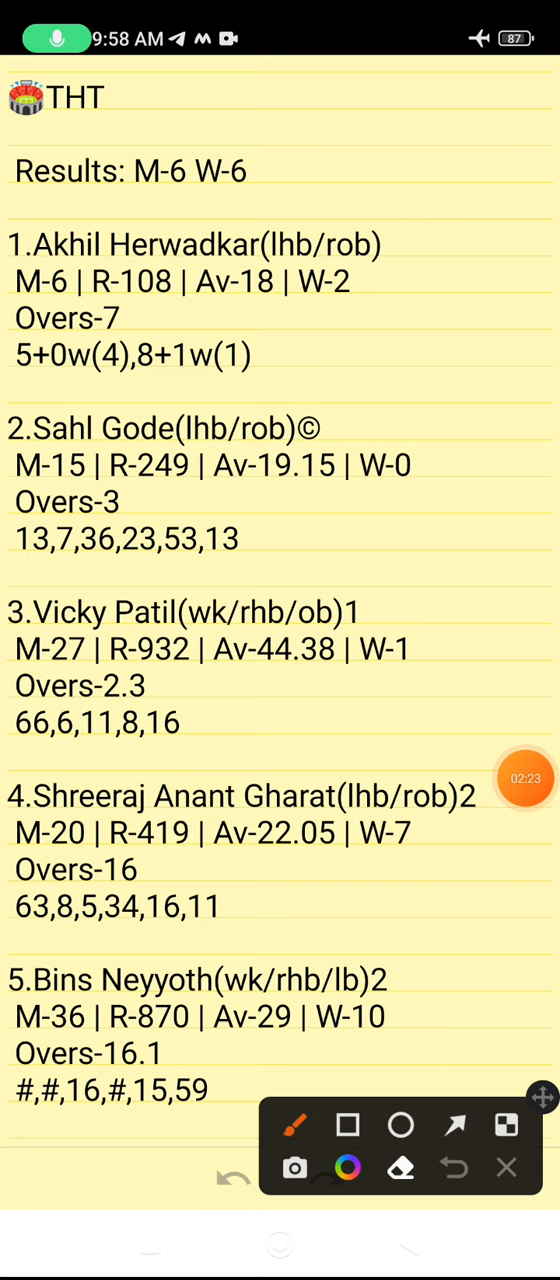 9:58 AM
87
THT
Results: M-6 W-6
1.Akhil Herwadkar(lhb/rob)
M-6 | R-108 | Av-18 | W-2
Overs-7
5+0w(4),8+1w(1)
2.Sahl Gode(lhb/rob)©
M-15 | R-249 | Av-19.15 | W-0
Overs-3
13,7,36,23,53,13
3.Vicky Patil(wk/rhb/ob)1
M-27 | R-932 | Av-44.38 | W-1
Overs-2.3
66,6,11,8,16
02:23
4.Shreeraj Anant Gharat(lhb/rob)2
M-20 | R-419 | Av-22.05 | W-7
Overs-16
63,8,5,34,16,11
5.Bins Neyyoth(wk/rhb/lb)2
M-36 | R-870 | Av-29 | W-10
Overs-16.1
#,#,16,#,15,59